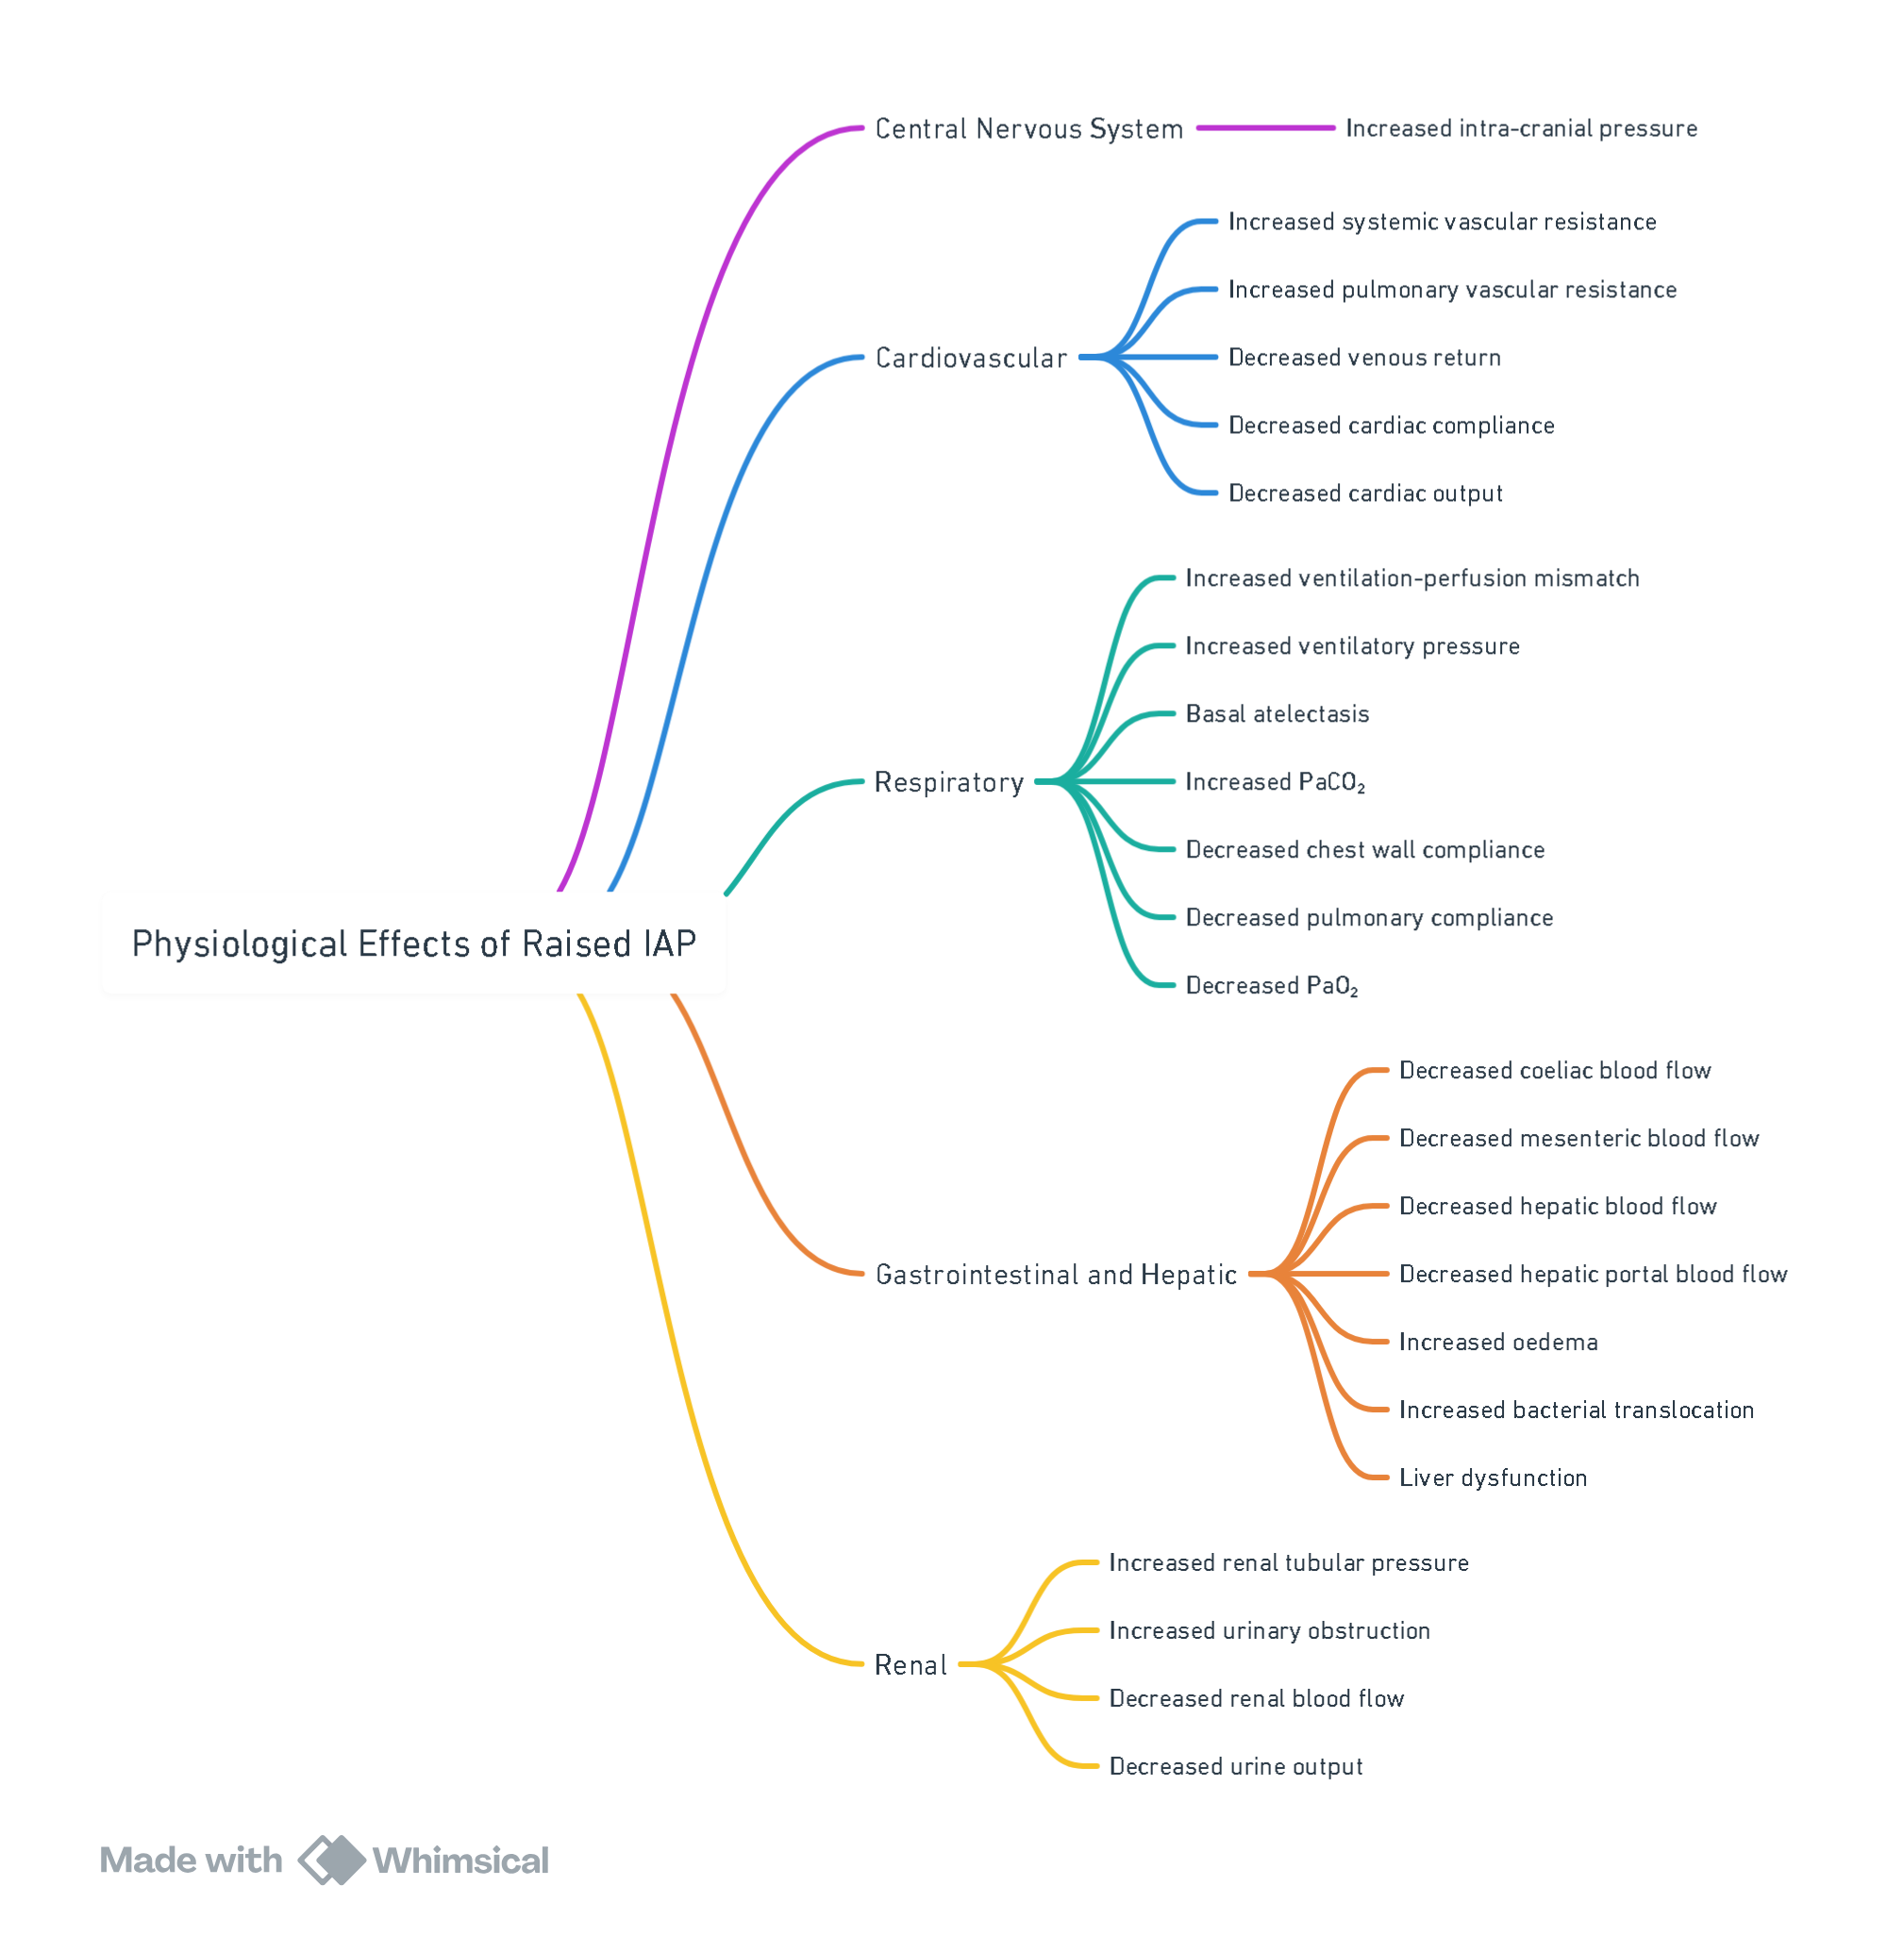 Physiological Effects of Raised IAP
Central Nervous System
Increased intra-cranial pressure
Cardiovascular
Increased systemic vascular resistance
Increased pulmonary vascular resistance
Decreased venous return
Decreased cardiac compliance
Decreased cardiac output
Respiratory
Increased ventilation-perfusion mismatch
Increased ventilatory pressure
Basal atelectasis
Increased PaCO₂
Decreased chest wall compliance
Decreased pulmonary compliance
Decreased PaO₂
Gastrointestinal and Hepatic
Decreased coeliac blood flow
Decreased mesenteric blood flow
Decreased hepatic blood flow
Decreased hepatic portal blood flow
Increased oedema
Increased bacterial translocation
Liver dysfunction
Renal
Increased renal tubular pressure
Increased urinary obstruction
Decreased renal blood flow
Decreased urine output
Made with Whimsical